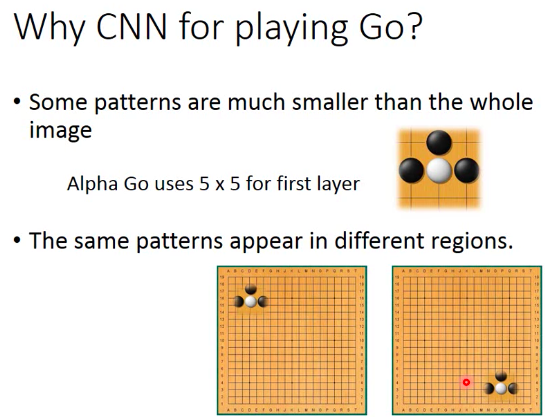 Why CNN for playing Go?
• Some patterns are much smaller than the whole
image
Alpha Go uses 5 x 5 for first layer
• The same patterns appear in different regions.